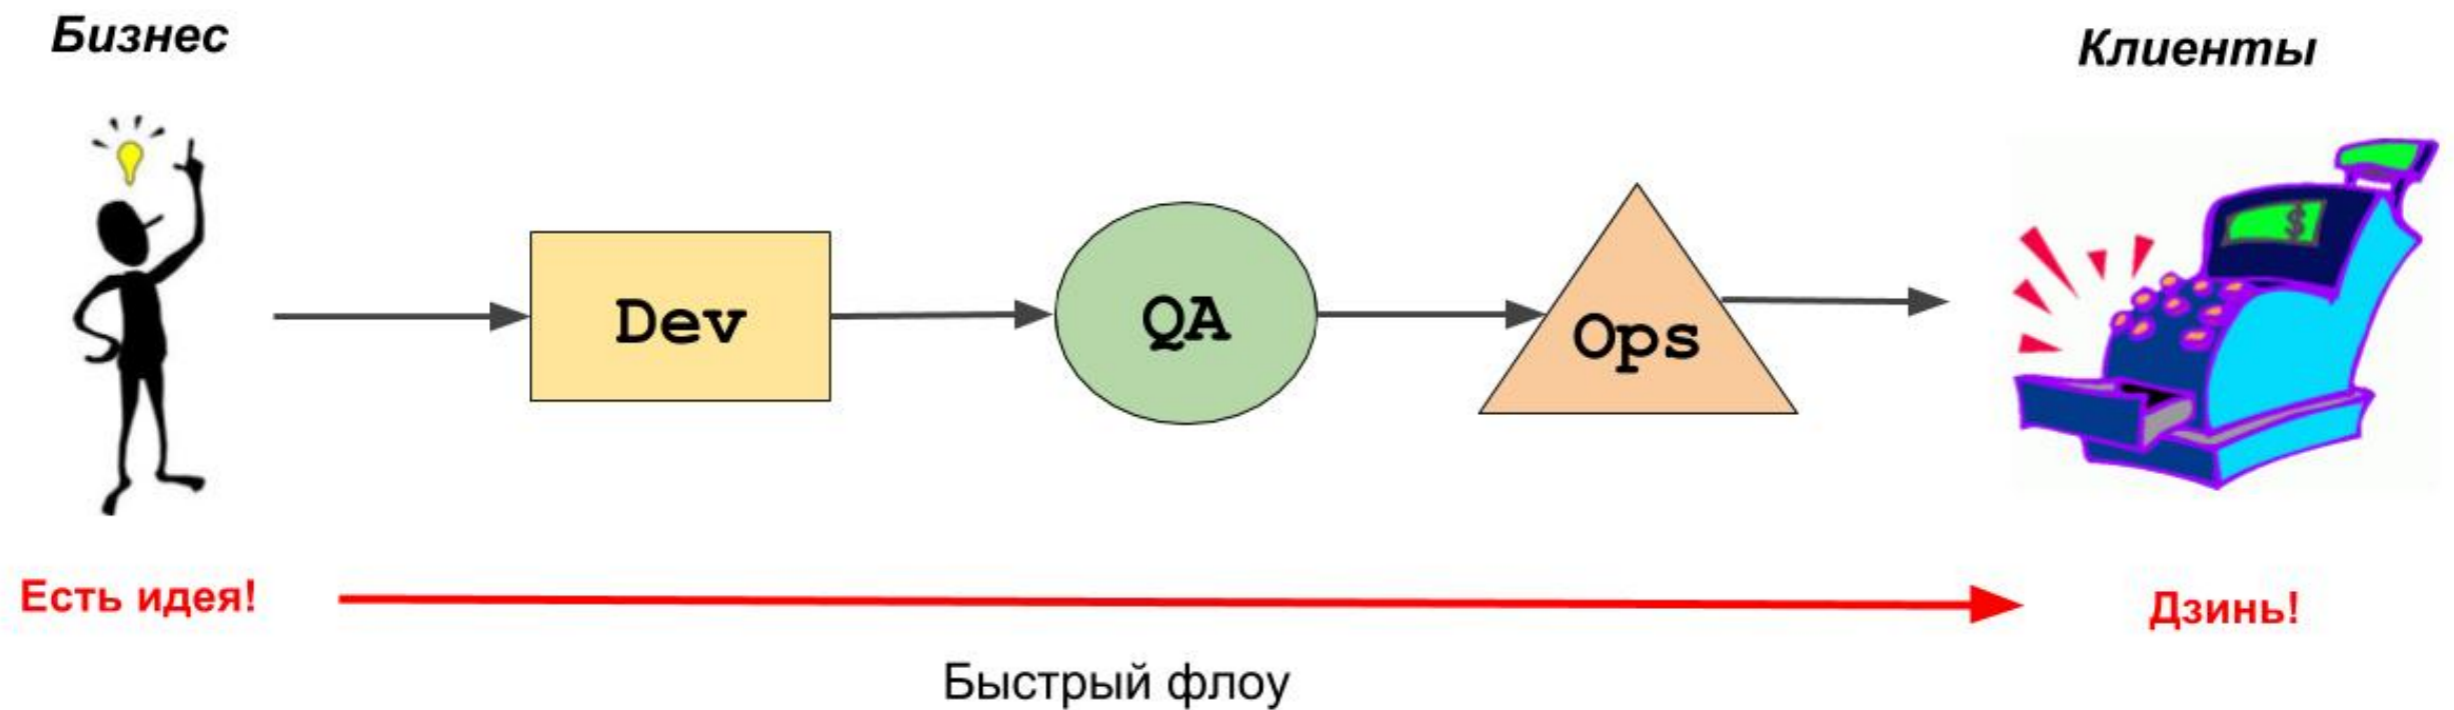 Бизнес
Клиенты
Dev
QA
Ops
$
Есть идея!
Дзинь!
Быстрый флоу